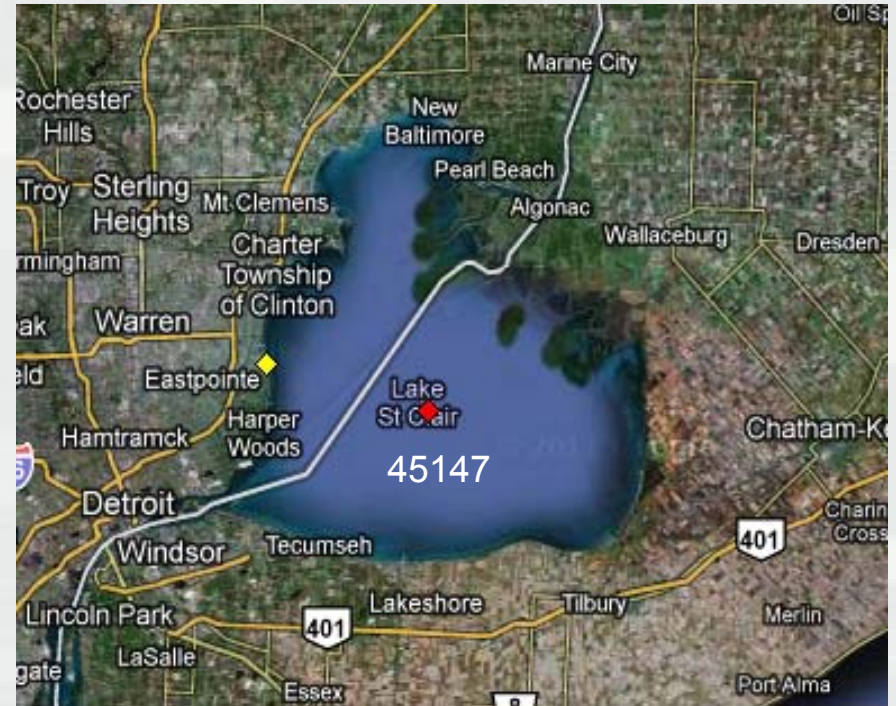 Oil Sp
Marine City
Rochester
Hills
New
Baltimore
Pearl Beach
Troy
Sterling
Heights
Mt Clemens
Algonac
Charter
Township
of Clinton
Wallaceburg
Dresden
rmingham
ak
Warren
eld
Eastpointe
Lake
St Clair
Harper
Woods
Hamtramck
Chatham-Ke
45147
Detroit
Charin
Cross
401
Windsor
Tecumseh
Lincoln Park
Lakeshore
Tilbury
Merlin
401
LaSalle
gate
Essex
Port Alma
8